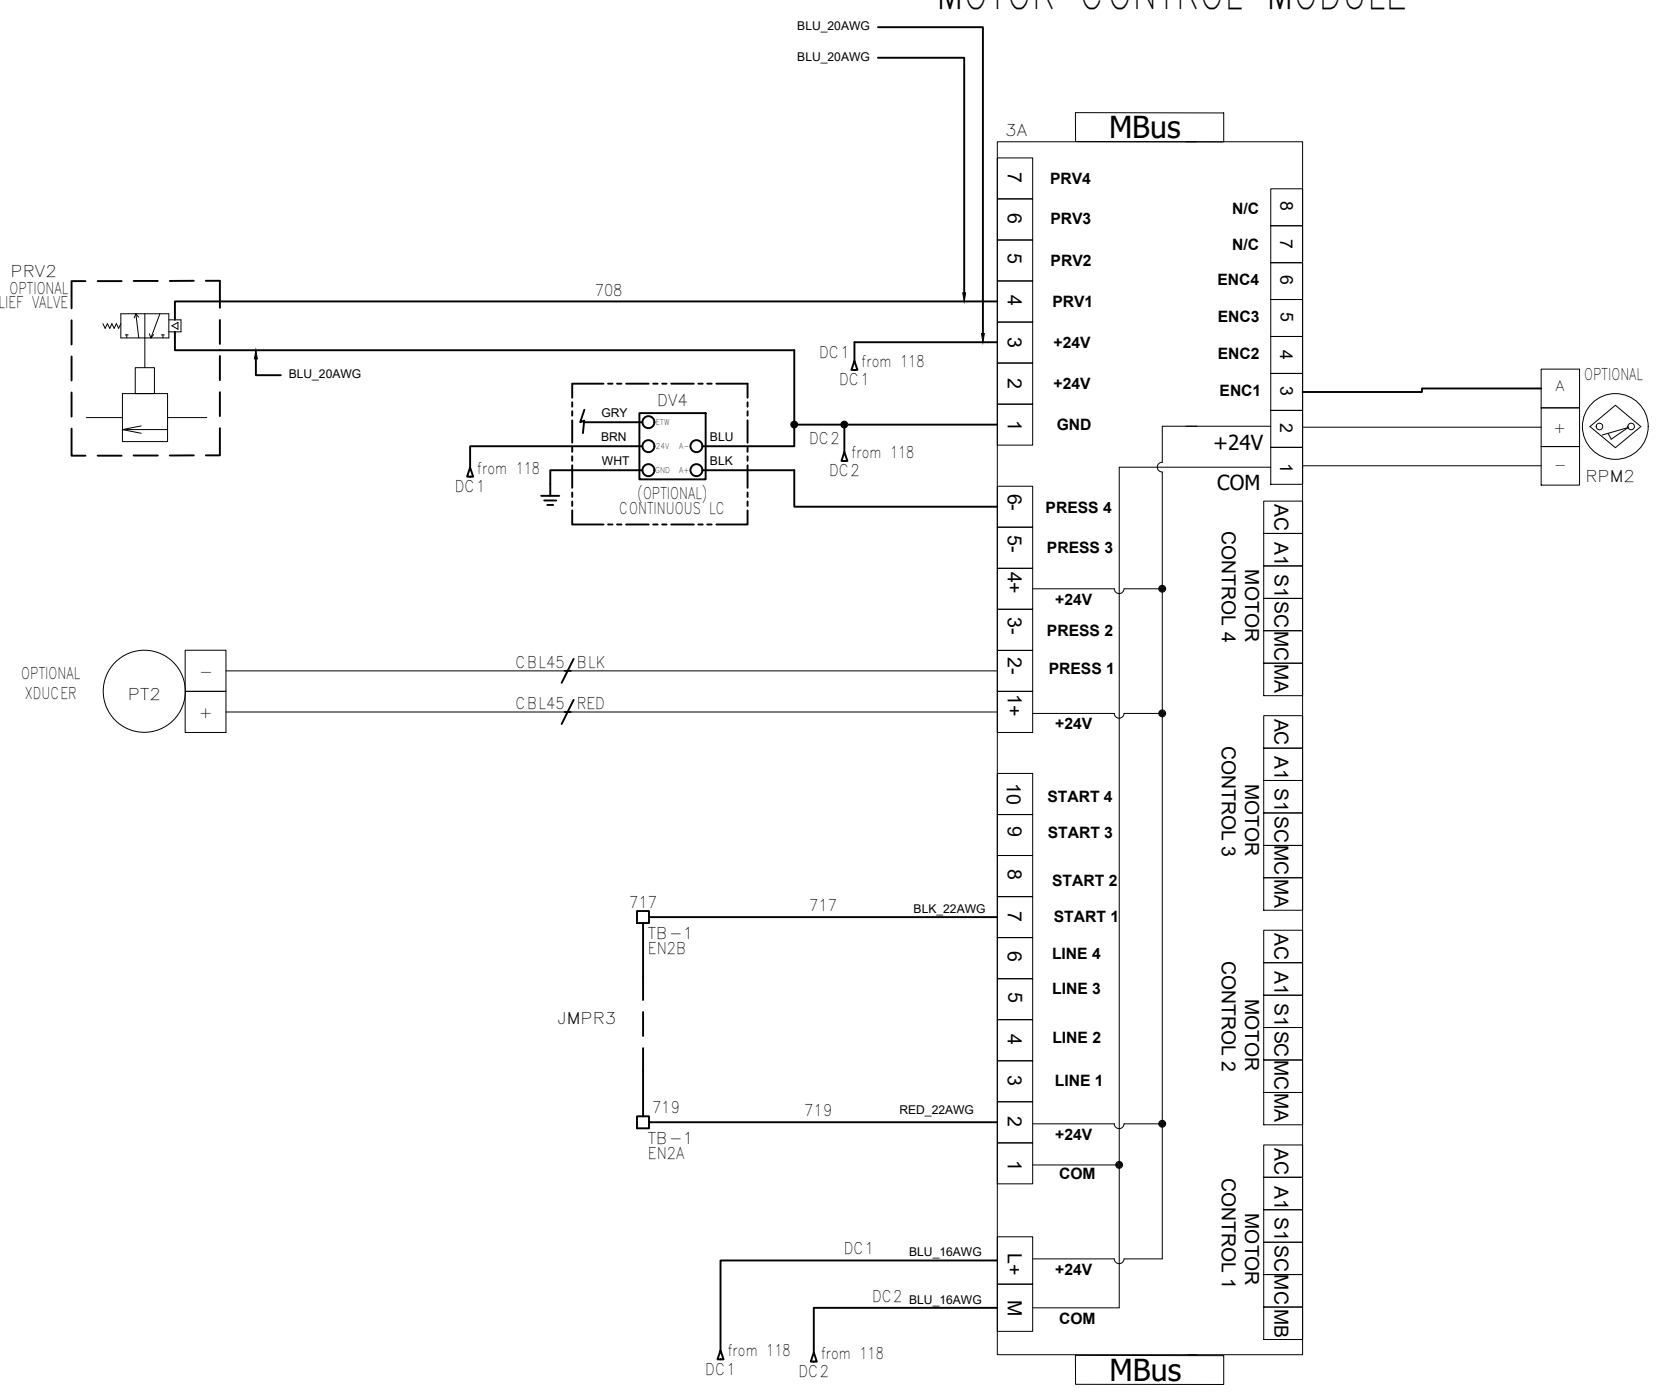 MOTOR CONTROL MODULE
BLU_20AWG
BLU_20AWG
MBus
3A
7 PRV4
6 PRV3
5 PRV2
4 PRV1
3 +24V
2 +24V
1 GND
N/C 8
N/C 7
ENC4 6
ENC3 5
ENC2 4
ENC1 3
+24V 2
COM 1
PRV2
OPTIONAL
LIEF VALVE
708
BLU_20AWG
DC1
from 118
DC1
DV4
GRY
ETW
BRN
24V
A-
BLU
WHT
GND
A+
BLK
(OPTIONAL)
CONTINUOUS LC
from 118
DC1
DC2
from 118
DC2
A
+
-
OPTIONAL
RPM2
6- PRESS 4
5- PRESS 3
4+ +24V
3- PRESS 2
2- PRESS 1
1+ +24V
OPTIONAL
XDUCER
PT2
-
+
CBL45 BLK
CBL45 RED
10 START 4
9 START 3
8 START 2
7 START 1
6 LINE 4
5 LINE 3
4 LINE 2
3 LINE 1
2 +24V
1 COM
717
717
BLK_22AWG
TB-1
EN2B
JMPR3
719
719
RED_22AWG
TB-1
EN2A
L+ +24V
M COM
DC1
BLU_16AWG
DC2
BLU_16AWG
from 118
DC1
from 118
DC2
AC A1 S1 SC MC MA
MOTOR
CONTROL 4
AC A1 S1 SC MC MA
MOTOR
CONTROL 3
AC A1 S1 SC MC MA
MOTOR
CONTROL 2
AC A1 S1 SC MC MB
MOTOR
CONTROL 1
MBus